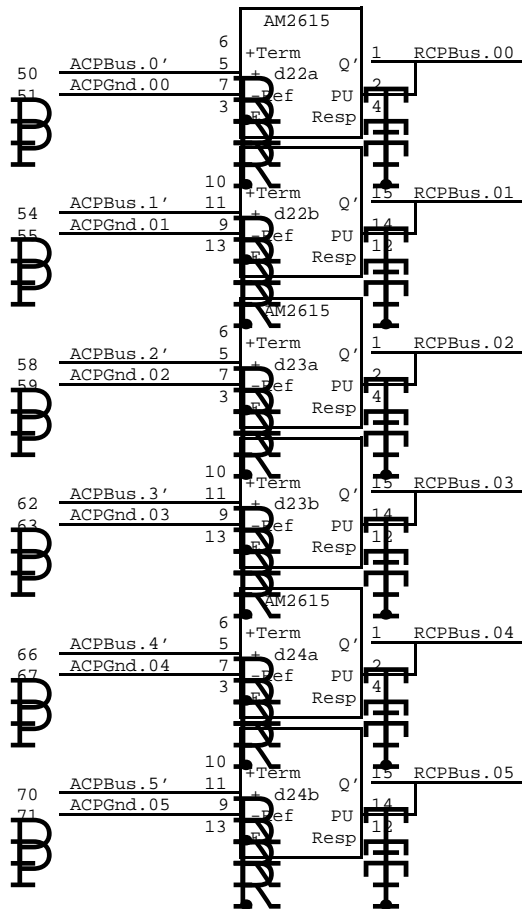 AM2615
6
+Term
1
RCPBus.00
50
ACPBus.0′
5
+
d22a
Q′
51
ACPGnd.00
7
-Ref
PU
2
3
E
Resp
4
10
+Term
15
RCPBus.01
54
ACPBus.1′
11
+
d22b
Q′
55
ACPGnd.01
9
-Ref
PU
14
13
E
Resp
12
AM2615
6
+Term
1
RCPBus.02
58
ACPBus.2′
5
+
d23a
Q′
59
ACPGnd.02
7
-Ref
PU
2
3
E
Resp
4
10
+Term
15
RCPBus.03
62
ACPBus.3′
11
+
d23b
Q′
63
ACPGnd.03
9
-Ref
PU
14
13
E
Resp
12
AM2615
6
+Term
1
RCPBus.04
66
ACPBus.4′
5
+
d24a
Q′
67
ACPGnd.04
7
-Ref
PU
2
3
E
Resp
4
10
+Term
15
RCPBus.05
70
ACPBus.5′
11
+
d24b
Q′
71
ACPGnd.05
9
-Ref
PU
14
13
E
Resp
12